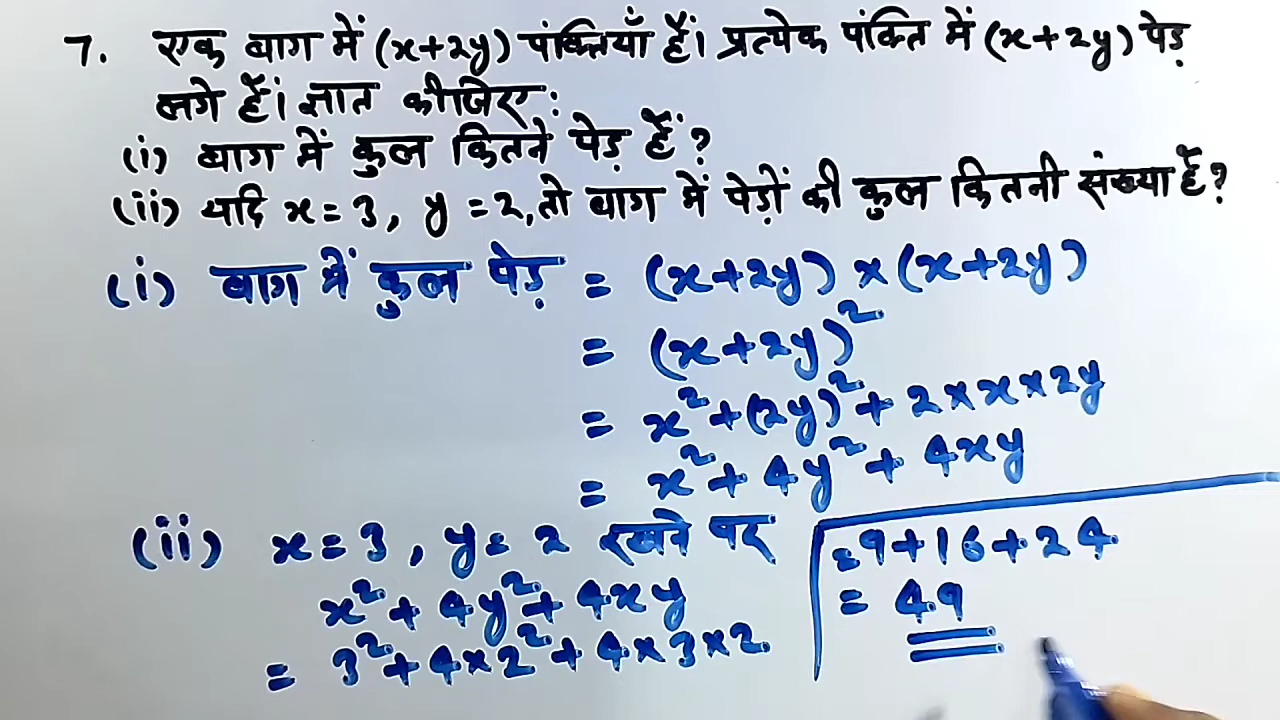 7. एक बाग में (x+2y) पंक्तियाँ हैं। प्रत्येक पंक्ति में (x+2y) पेड़
लगे हैं। ज्ञात कीजिए:
(i) बाग में कुल कितने पेड़ हैं?
(ii) यदि x=3, y=2, तो बाग में पेड़ों की कुल कितनी संख्या है?
(i) बाग में कुल पेड़ = (x+2y)×(x+2y)
= (x+2y)²
= x²+(2y)²+2×x×2y
= x²+4y²+4xy
(ii) x=3, y=2 रखने पर
x²+4y²+4xy
= 3²+4×2²+4×3×2
=9+16+24
= 49